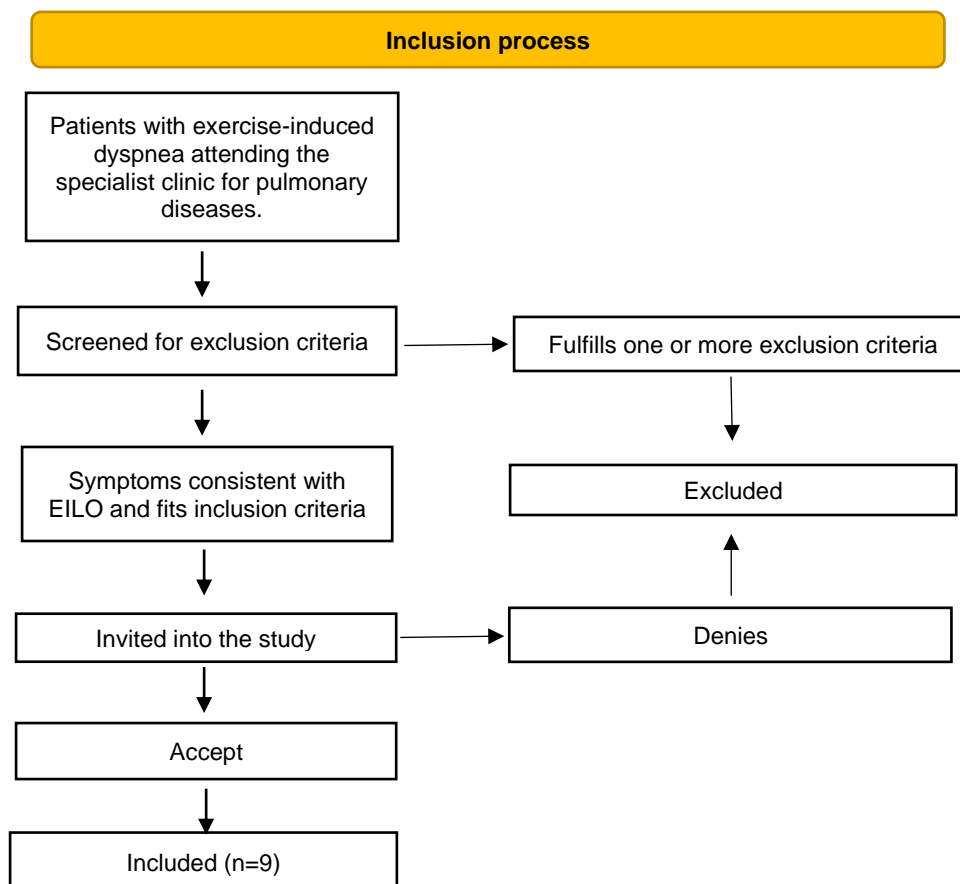 Inclusion process
Patients with exercise-induced
dyspnea attending the
specialist clinic for pulmonary
diseases.
Screened for exclusion criteria
Fulfills one or more exclusion criteria
Symptoms consistent with
EILO and fits inclusion criteria
Excluded
Invited into the study
Denies
Accept
Included (n=9)